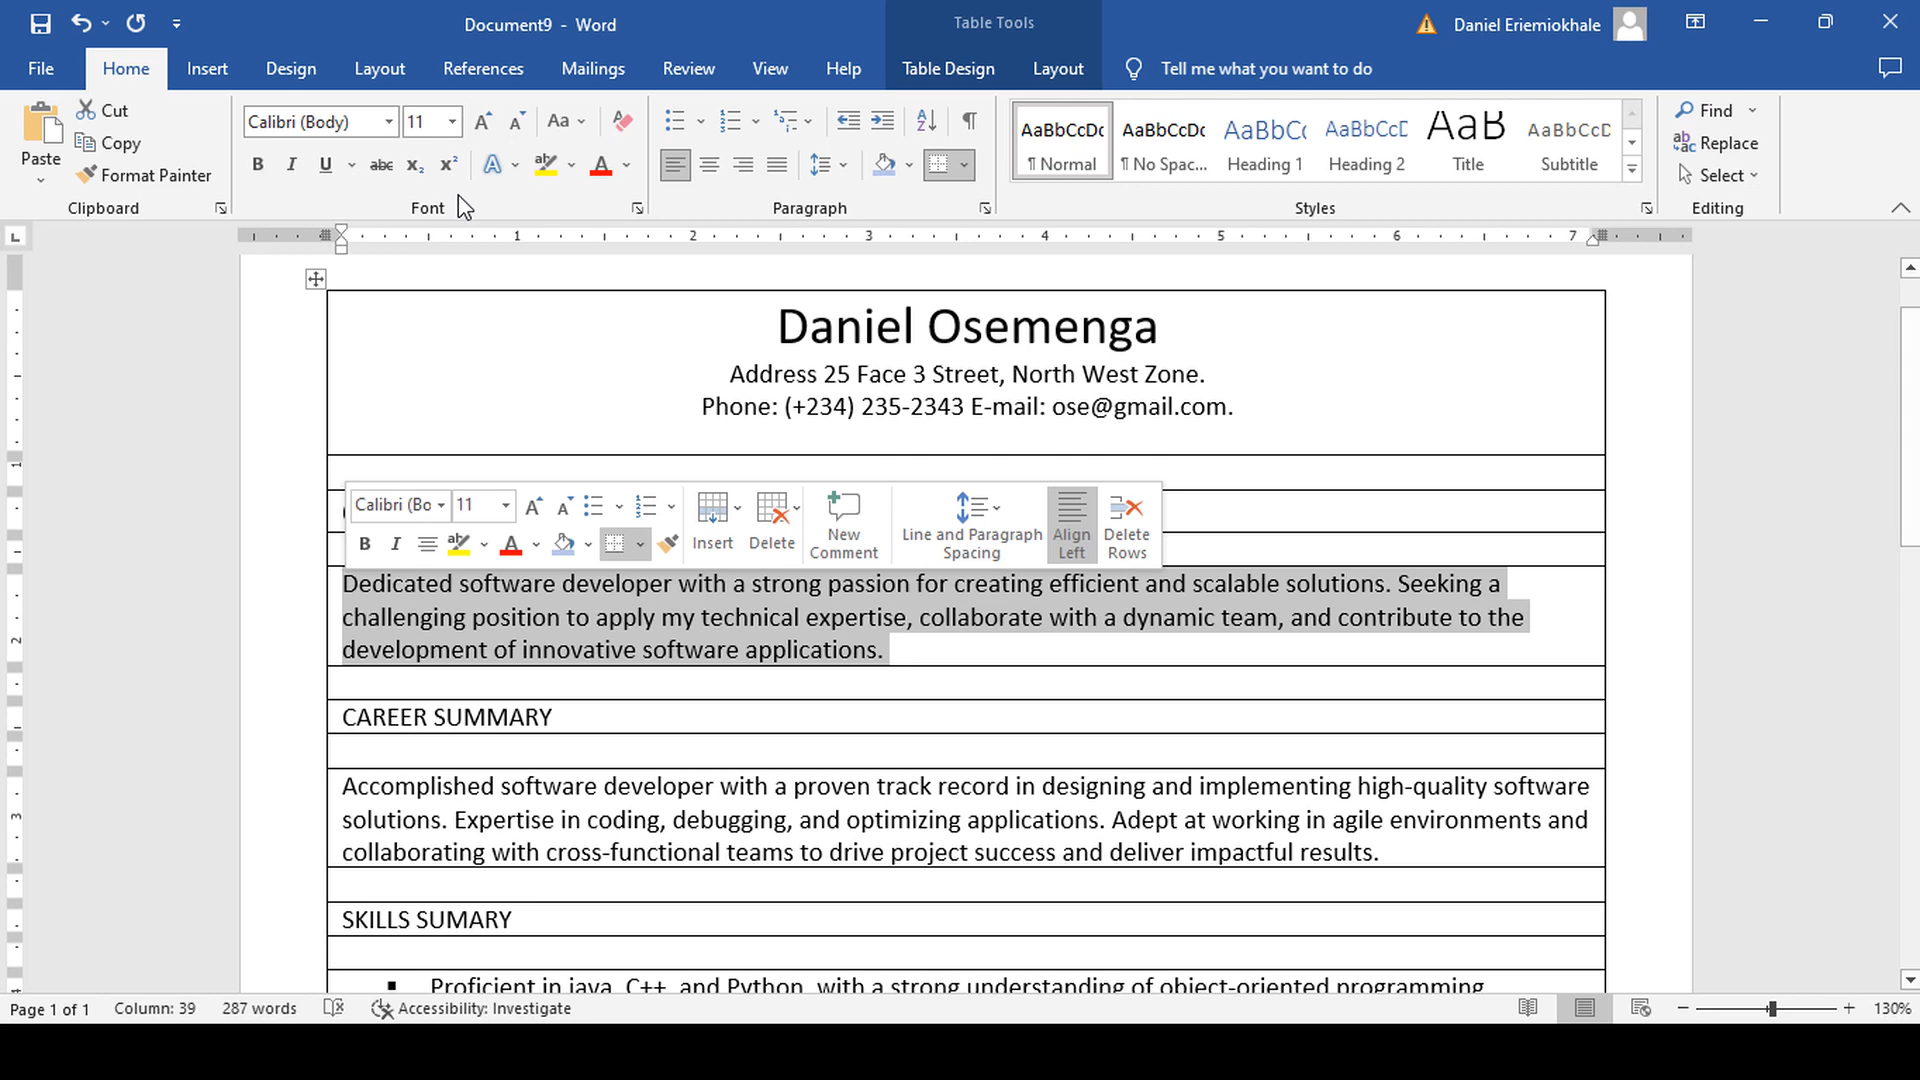 Document9 - Word
Table Tools
Daniel Eriemiokhale
File Home Insert Design Layout References Mailings Review View Help Table Design Layout Tell me what you want to do
Paste
Cut
Copy
Format Painter
Clipboard
Calibri (Body) 11
Font
Paragraph
AaBbCcDc AaBbCcDc AaBbCc AaBbCcD AaB AaBbCcD
¶ Normal ¶ No Spac... Heading 1 Heading 2 Title Subtitle
Styles
Find
Replace
Select
Editing
1 2 3 4 5 6 7
Daniel Osemenga
Address 25 Face 3 Street, North West Zone.
Phone: (+234) 235-2343 E-mail: ose@gmail.com.
Calibri (Bo 11
Insert Delete New Comment Line and Paragraph Spacing Align Left Delete Rows
Dedicated software developer with a strong passion for creating efficient and scalable solutions. Seeking a
challenging position to apply my technical expertise, collaborate with a dynamic team, and contribute to the
development of innovative software applications.
CAREER SUMMARY
Accomplished software developer with a proven track record in designing and implementing high-quality software
solutions. Expertise in coding, debugging, and optimizing applications. Adept at working in agile environments and
collaborating with cross-functional teams to drive project success and deliver impactful results.
SKILLS SUMARY
▪ Proficient in java, C++, and Python, with a strong understanding of object-oriented programming
Page 1 of 1 Column: 39 287 words Accessibility: Investigate 130%